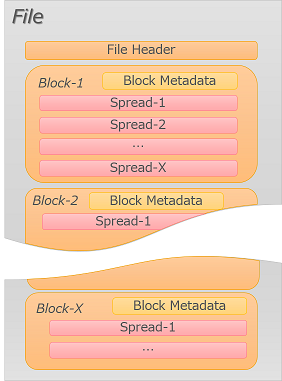 File
File Header
Block-1 Block Metadata
Spread-1
Spread-2
...
Spread-X
Block-2 Block Metadata
Spread-1
Block-X Block Metadata
Spread-1
...